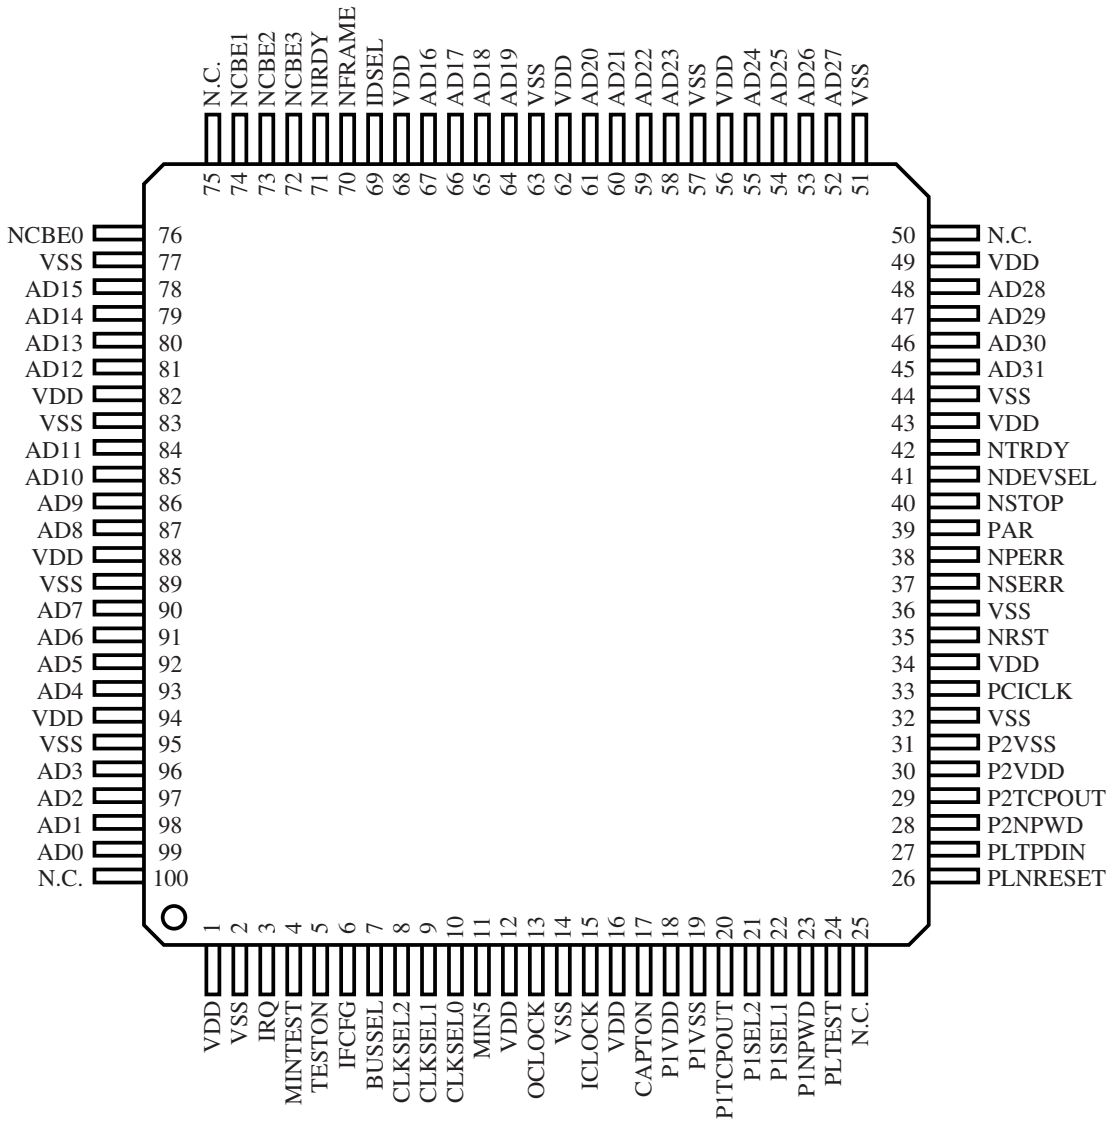 N.C. NCBE1 NCBE2 NCBE3 NIRDY NFRAME IDSEL VDD AD16 AD17 AD18 AD19 VSS VDD AD20 AD21 AD22 AD23 VSS VDD AD24 AD25 AD26 AD27 VSS
75 74 73 72 71 70 69 68 67 66 65 64 63 62 61 60 59 58 57 56 55 54 53 52 51
NCBE0 76 50 N.C.
VSS 77 49 VDD
AD15 78 48 AD28
AD14 79 47 AD29
AD13 80 46 AD30
AD12 81 45 AD31
VDD 82 44 VSS
VSS 83 43 VDD
AD11 84 42 NTRDY
AD10 85 41 NDEVSEL
AD9 86 40 NSTOP
AD8 87 39 PAR
VDD 88 38 NPERR
VSS 89 37 NSERR
AD7 90 36 VSS
AD6 91 35 NRST
AD5 92 34 VDD
AD4 93 33 PCICLK
VDD 94 32 VSS
VSS 95 31 P2VSS
AD3 96 30 P2VDD
AD2 97 29 P2TCPOUT
AD1 98 28 P2NPWD
AD0 99 27 PLTPDIN
N.C. 100 26 PLNRESET
1 2 3 4 5 6 7 8 9 10 11 12 13 14 15 16 17 18 19 20 21 22 23 24 25
VDD VSS IRQ MINTEST TESTON IFCFG BUSSEL CLKSEL2 CLKSEL1 CLKSEL0 MIN5 VDD OCLOCK VSS ICLOCK VDD CAPTON P1VDD P1VSS P1TCPOUT P1SEL2 P1SEL1 P1NPWD PLTEST N.C.